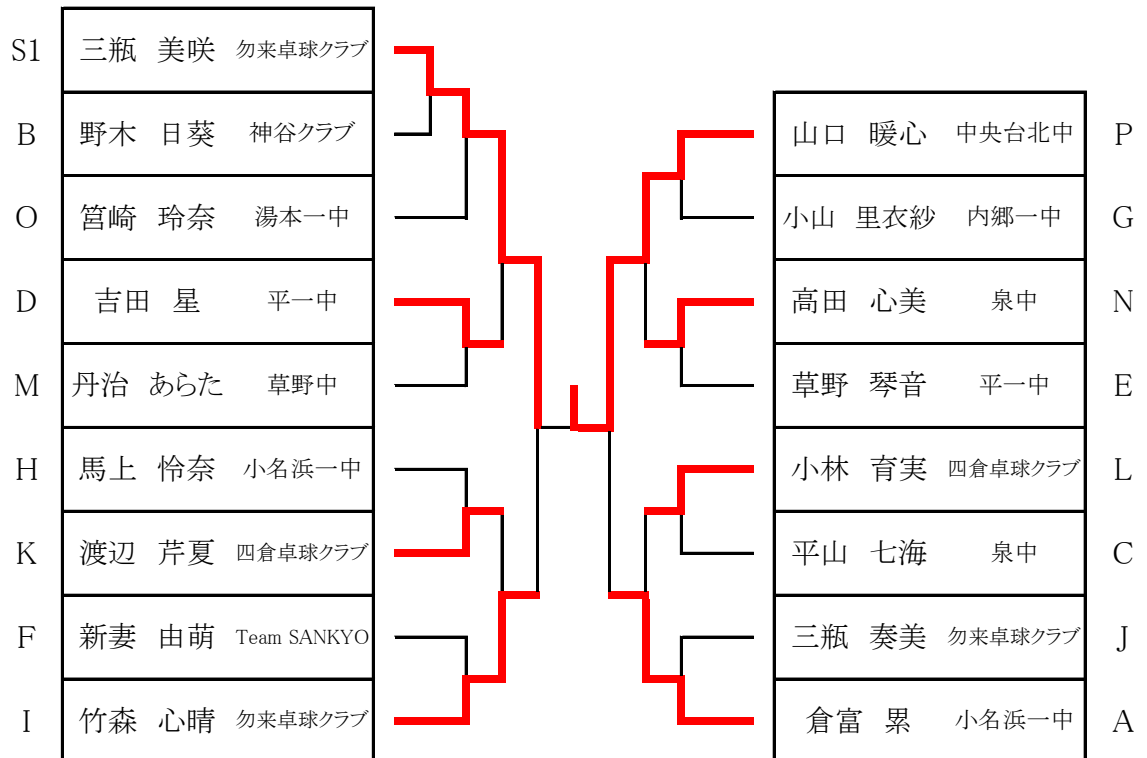 S1 三瓶 美咲 勿来卓球クラブ
B 野木 日葵 神谷クラブ
O 筥崎 玲奈 湯本一中
D 吉田 星 平一中
M 丹治 あらた 草野中
H 馬上 怜奈 小名浜一中
K 渡辺 芹夏 四倉卓球クラブ
F 新妻 由萌 Team SANKYO
I 竹森 心晴 勿来卓球クラブ
山口 暖心 中央台北中 P
小山 里衣紗 内郷一中 G
高田 心美 泉中 N
草野 琴音 平一中 E
小林 育実 四倉卓球クラブ L
平山 七海 泉中 C
三瓶 奏美 勿来卓球クラブ J
倉富 累 小名浜一中 A